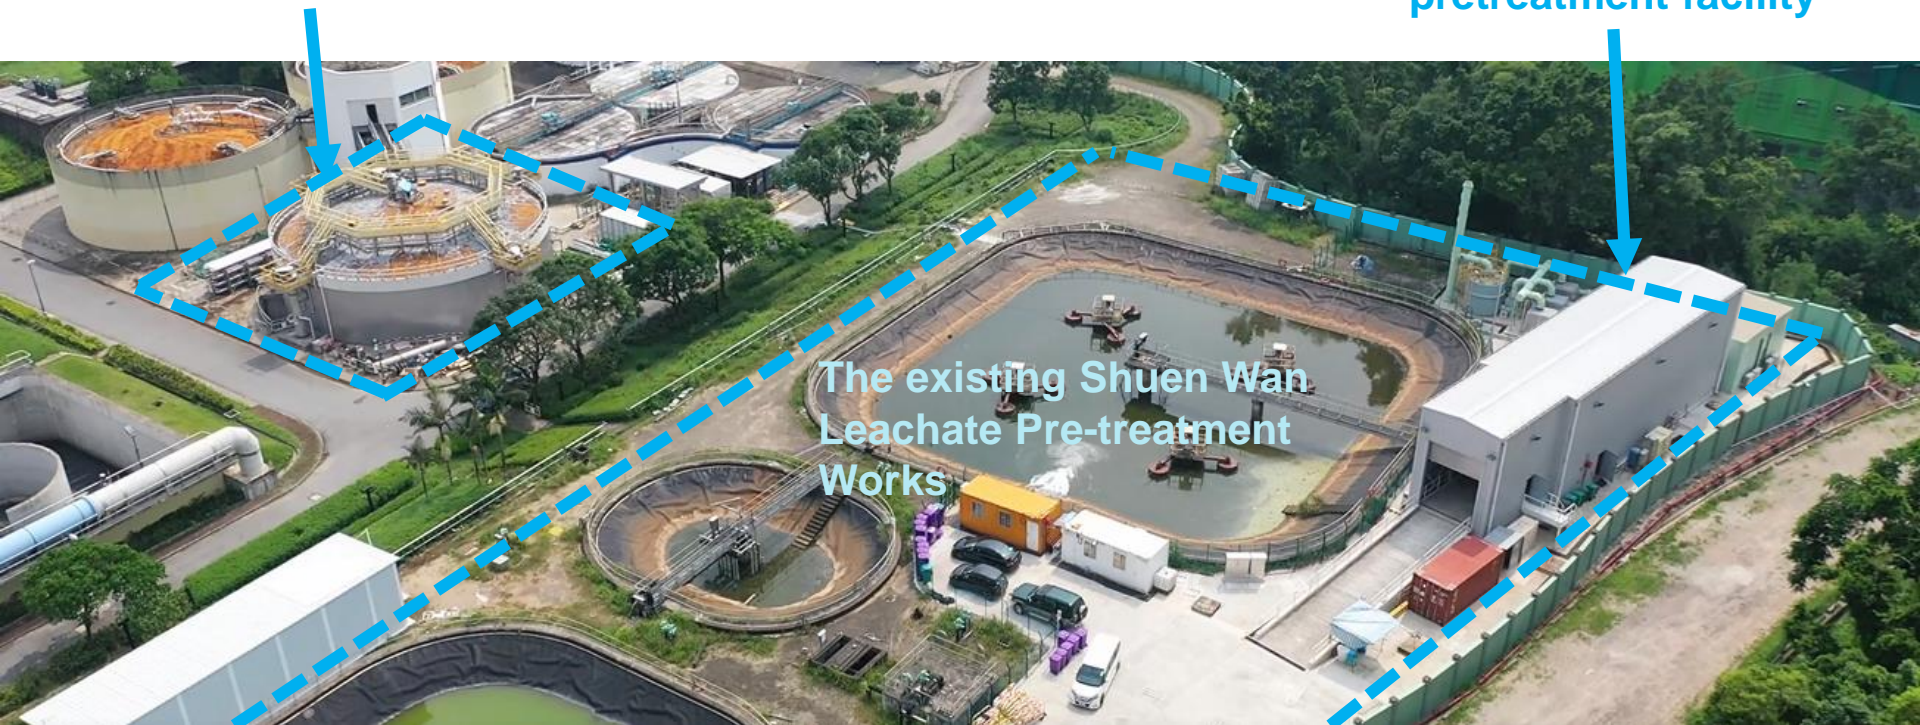 pretreatment facility
The existing Shuen Wan
Leachate Pre-treatment
Works